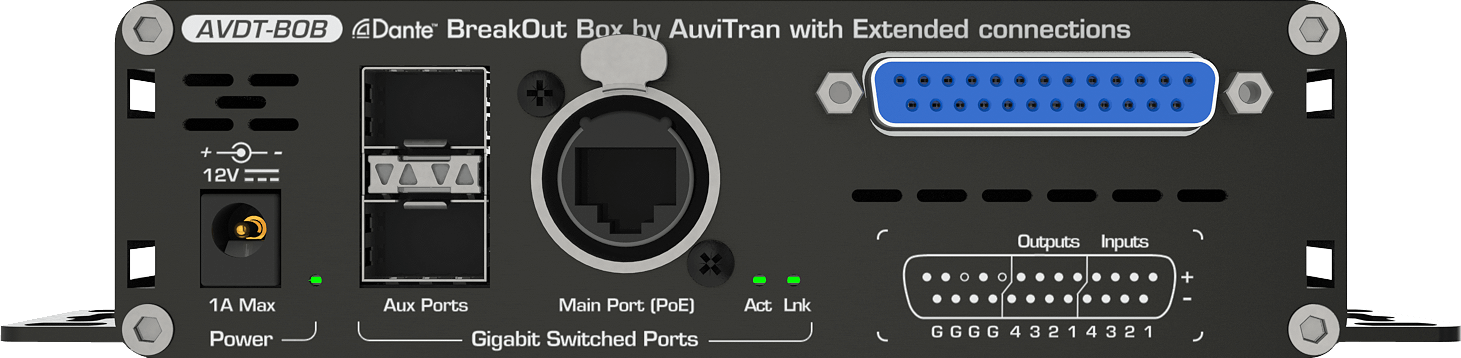 AVDT-BOB Dante™ BreakOut Box by AuviTran with Extended connections
+ -
12V
Outputs Inputs
+
-
1A Max Aux Ports Main Port (PoE) Act Lnk
G G G G 4 3 2 1 4 3 2 1
Power Gigabit Switched Ports